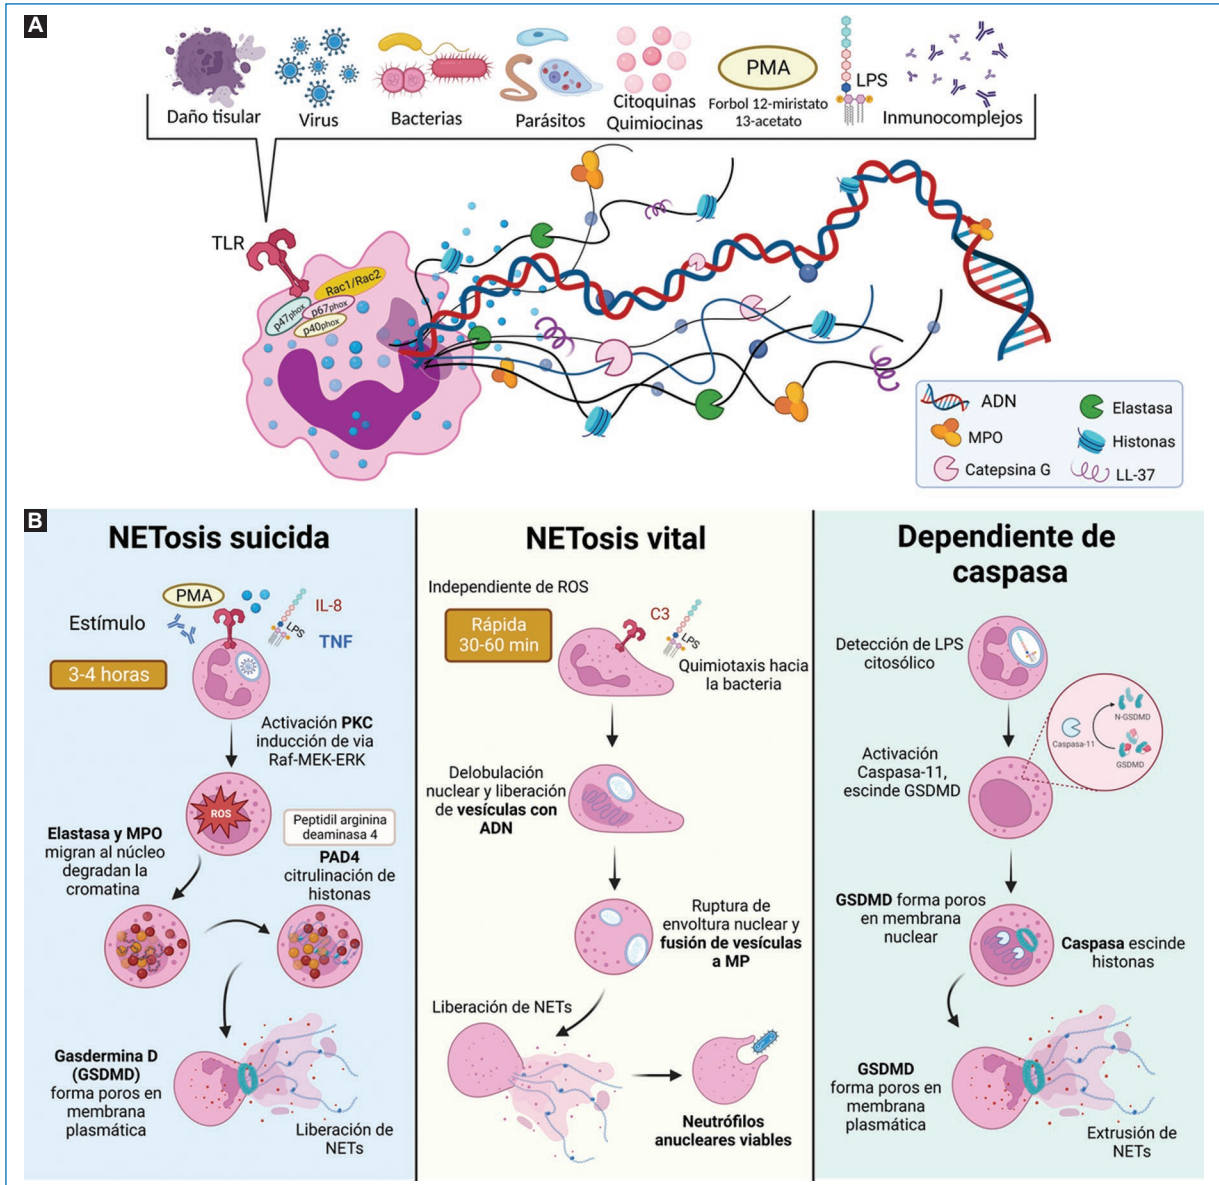 A
Daño tisular
Virus
Bacterias
Parásitos
Citoquinas
Quimiocinas
PMA
Forbol 12-miristato
13-acetato
LPS
Inmunocomplejos
TLR
Rac1/Rac2
p47phox
p67phox
p40phox
ADN
Elastasa
MPO
Histonas
Catepsina G
LL-37
B
NETosis suicida
PMA
IL-8
Estímulo
LPS
TNF
3-4 horas
Activación PKC
inducción de via
Raf-MEK-ERK
ROS
Peptidil arginina
deaminasa 4
Elastasa y MPO
migran al núcleo
degradan la
cromatina
PAD4
citrulinación de
histonas
Gasdermina D
(GSDMD)
forma poros en
membrana
plasmática
Liberación de
NETs
NETosis vital
Independiente de ROS
Rápida
30-60 min
C3
LPS
Quimiotaxis hacia
la bacteria
Delobulación
nuclear y liberación
de vesículas con
ADN
Ruptura de
envoltura nuclear y
fusión de vesículas
a MP
Liberación de NETs
Neutrófilos
anucleares viables
Dependiente de
caspasa
Detección de LPS
citosólico
N-GSDMD
Caspasa-11
GSDMD
Activación
Caspasa-11,
escinde GSDMD
GSDMD forma poros
en membrana
nuclear
Caspasa escinde
histonas
GSDMD
forma poros en
membrana
plasmática
Extrusión de
NETs